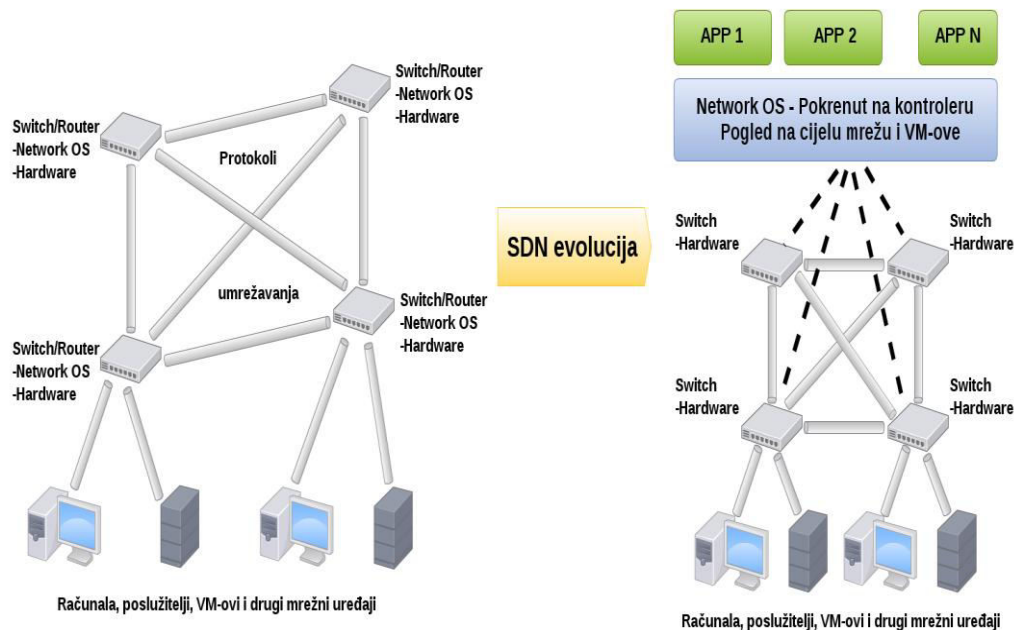 Switch/Router
-Network OS
-Hardware
Switch/Router
-Network OS
-Hardware
Protokoli
umrežavanja
Switch/Router
-Network OS
-Hardware
Switch/Router
-Network OS
-Hardware
Računala, poslužitelji, VM-ovi i drugi mrežni uređaji
SDN evolucija
APP 1
APP 2
APP N
Network OS - Pokrenut na kontroleru
Pogled na cijelu mrežu i VM-ove
Switch
-Hardware
Switch
-Hardware
Switch
-Hardware
Switch
-Hardware
Računala, poslužitelji, VM-ovi i drugi mrežni uređaji